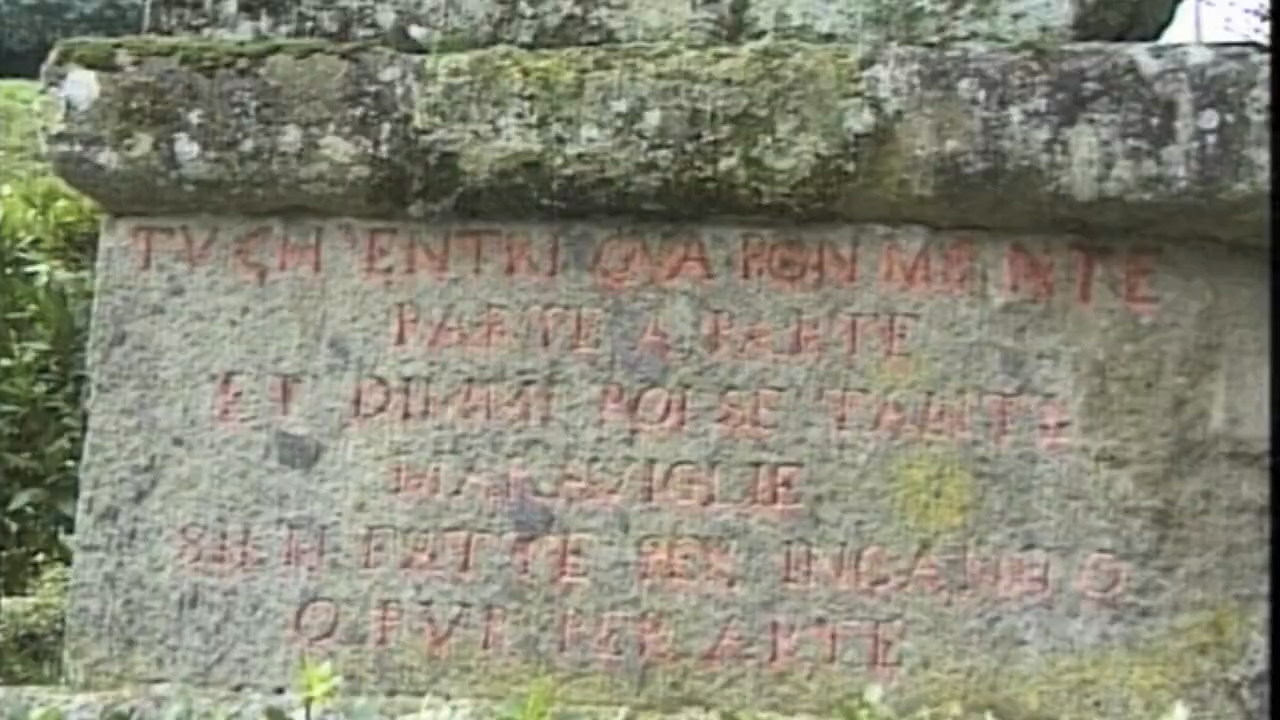 TV CH'ENTRI QVA PON MENTE
PARTE A PARTE
ET DIMMI POI SE TANTE
MARAVIGLIE
SIEN FATTE PER INGANNO
O PVR PER ARTE